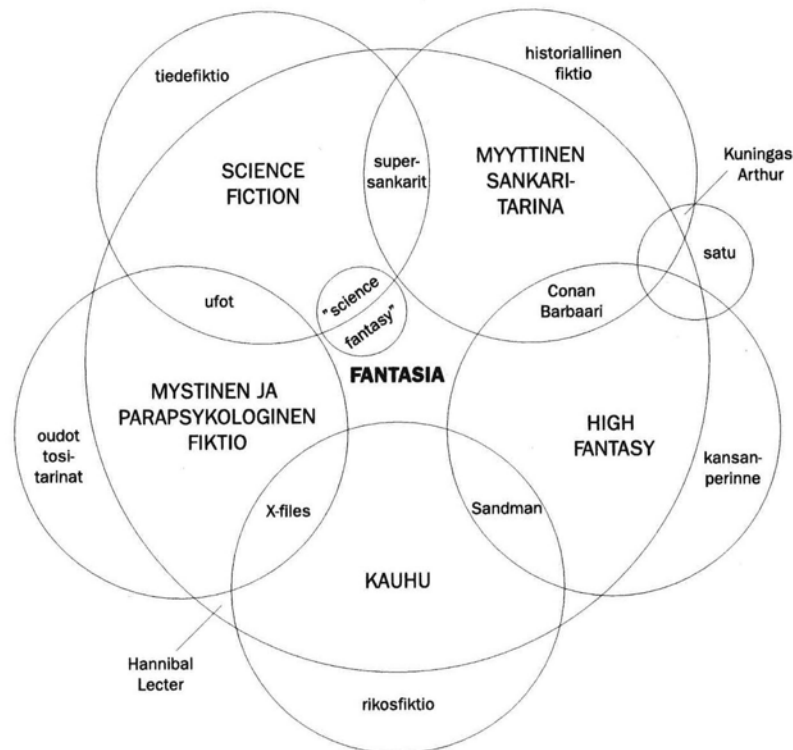 tiedefiktio
historiallinen
fiktio
SCIENCE
FICTION
super-
sankarit
MYYTTINEN
SANKARI-
TARINA
Kuningas
Arthur
satu
ufot
"science
fantasy"
Conan
Barbaari
FANTASIA
MYSTINEN JA
PARAPSYKOLOGINEN
FIKTIO
oudot
tosi-
tarinat
HIGH
FANTASY
kansan-
perinne
X-files
Sandman
KAUHU
Hannibal
Lecter
rikosfiktio